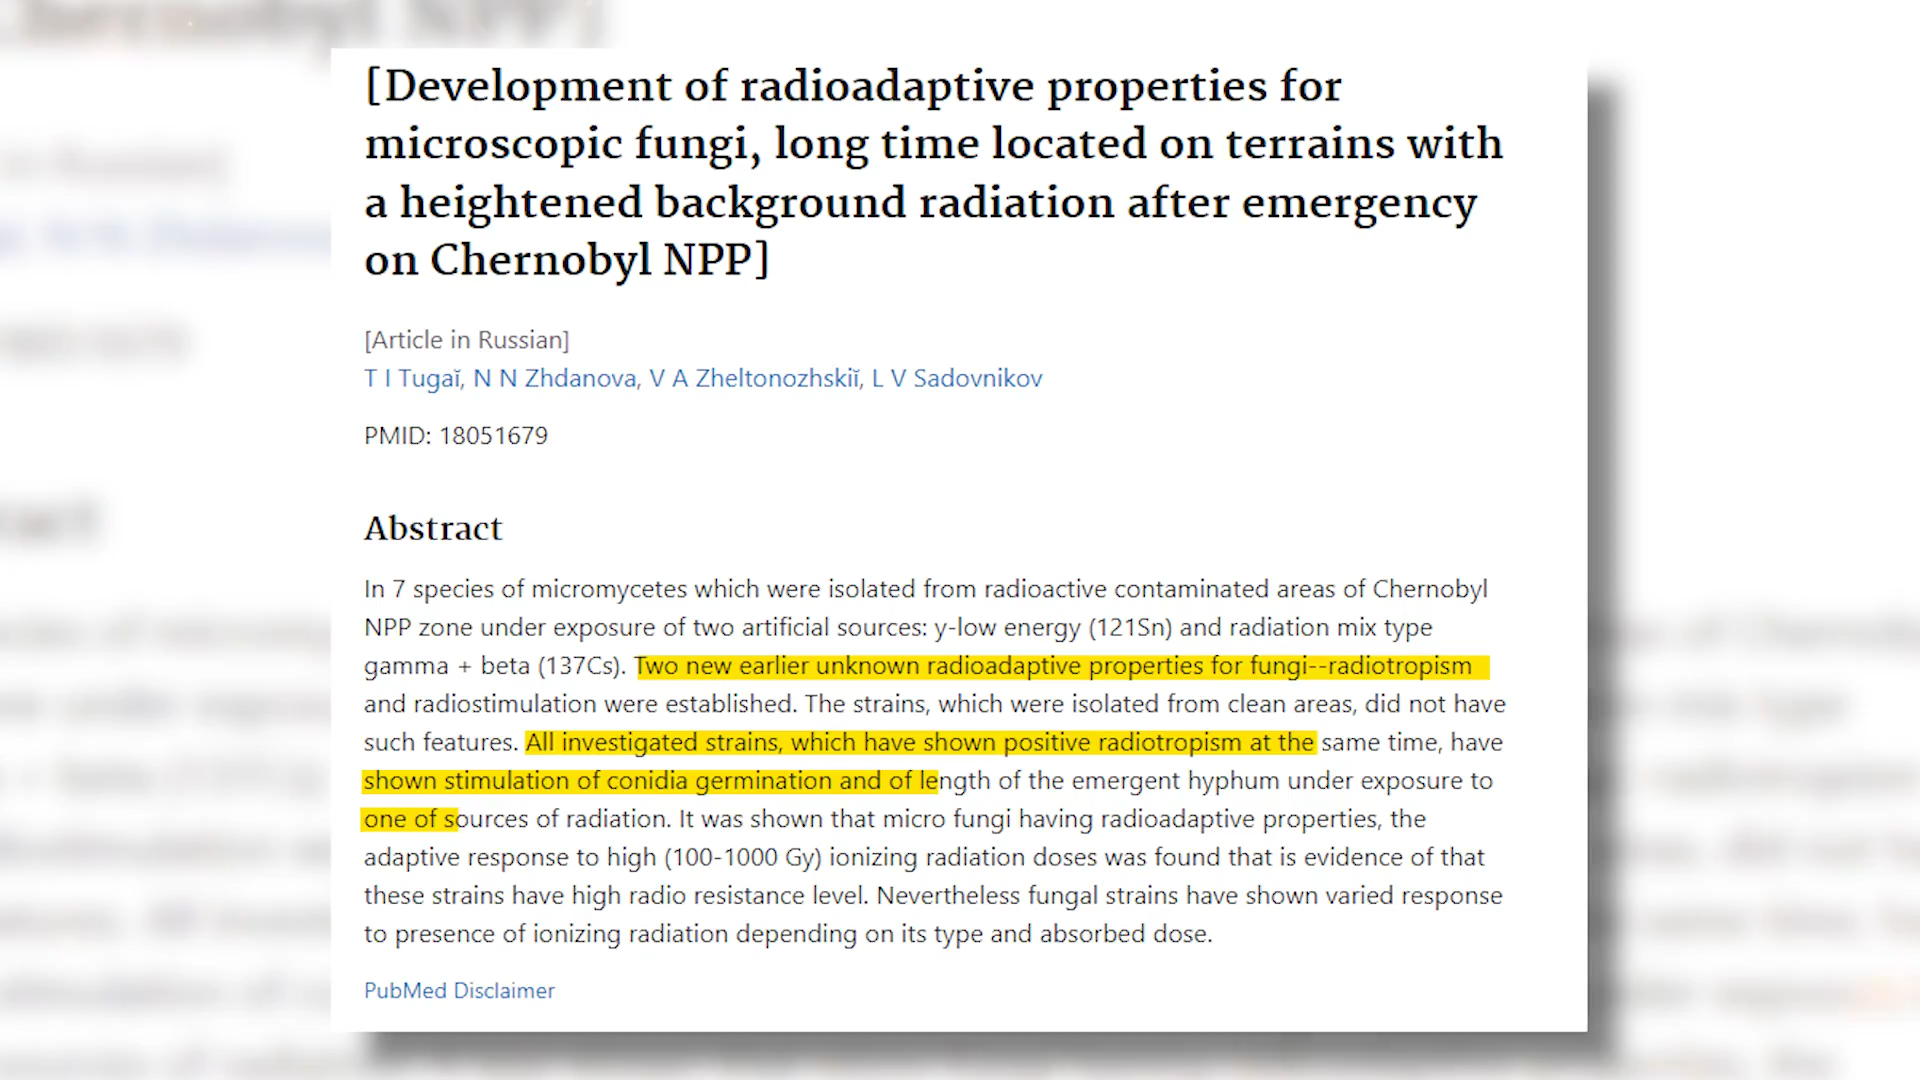 [Development of radioadaptive properties for
microscopic fungi, long time located on terrains with
a heightened background radiation after emergency
on Chernobyl NPP]
[Article in Russian]
T I Tugaĭ, N N Zhdanova, V A Zheltonozhskiĭ, L V Sadovnikov
PMID: 18051679
Abstract
In 7 species of micromycetes which were isolated from radioactive contaminated areas of Chernobyl
NPP zone under exposure of two artificial sources: y-low energy (121Sn) and radiation mix type
gamma + beta (137Cs). Two new earlier unknown radioadaptive properties for fungi--radiotropism
and radiostimulation were established. The strains, which were isolated from clean areas, did not have
such features. All investigated strains, which have shown positive radiotropism at the same time, have
shown stimulation of conidia germination and of length of the emergent hyphum under exposure to
one of sources of radiation. It was shown that micro fungi having radioadaptive properties, the
adaptive response to high (100-1000 Gy) ionizing radiation doses was found that is evidence of that
these strains have high radio resistance level. Nevertheless fungal strains have shown varied response
to presence of ionizing radiation depending on its type and absorbed dose.
PubMed Disclaimer